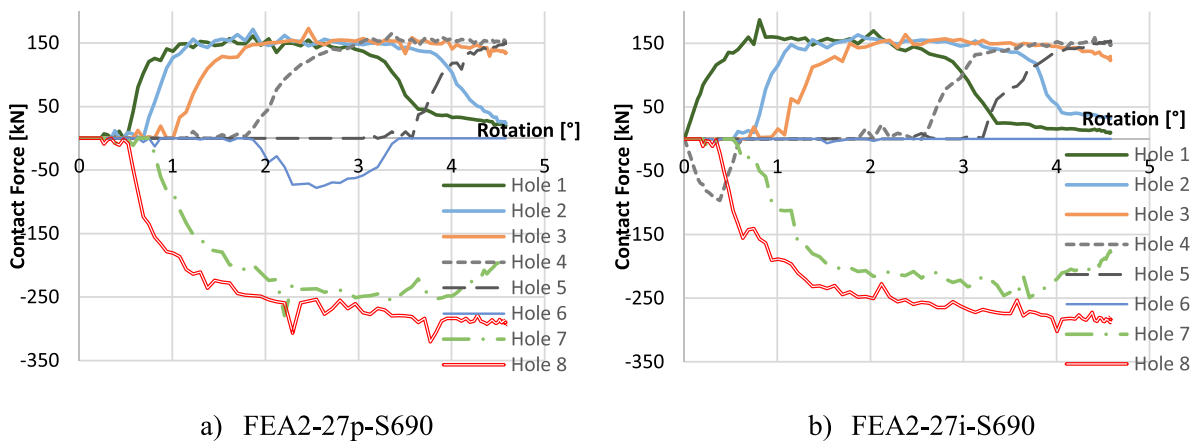 150
50
-50
-150
-250
-350
0 1 2 3 4 5
Contact Force [kN]
Rotation [°]
Hole 1
Hole 2
Hole 3
Hole 4
Hole 5
Hole 6
Hole 7
Hole 8
a) FEA2-27p-S690
150
50
-50
-150
-250
-350
0 1 2 3 4 5
Contact Force [kN]
Rotation [°]
Hole 1
Hole 2
Hole 3
Hole 4
Hole 5
Hole 6
Hole 7
Hole 8
b) FEA2-27i-S690